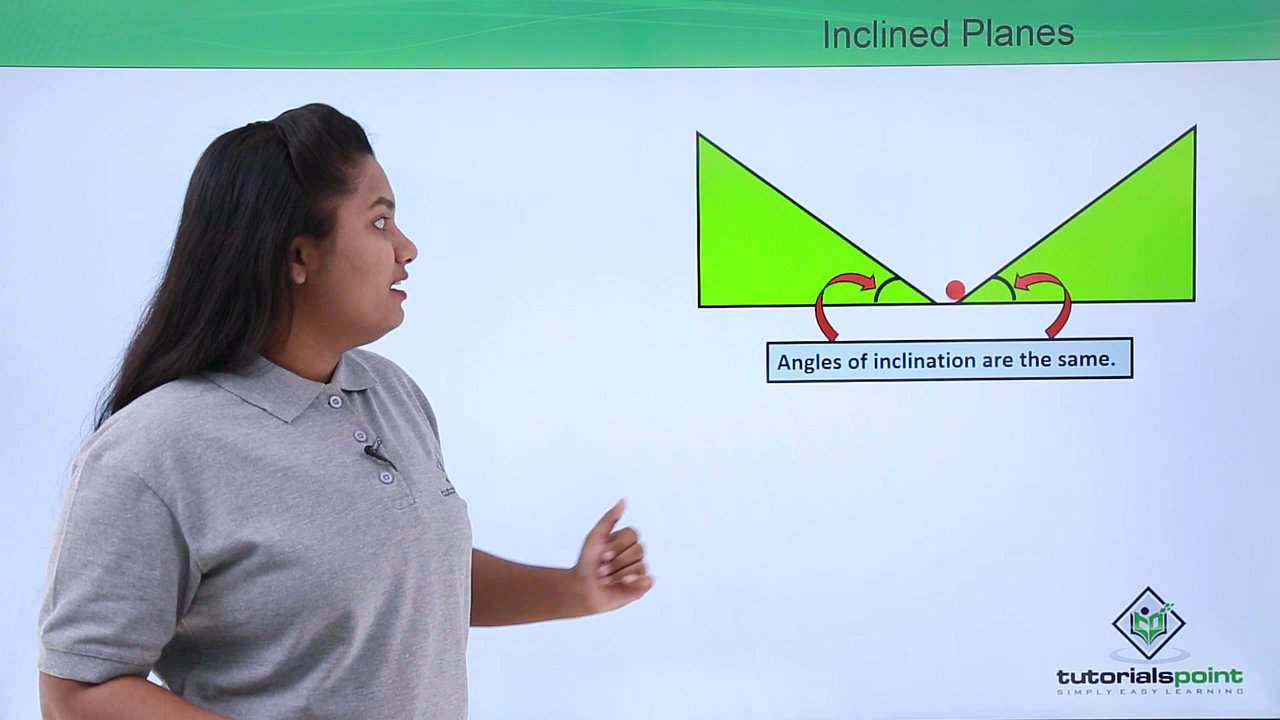 Inclined Planes
Angles of inclination are the same.
tutorialspoint
SIMPLY EASY LEARNING